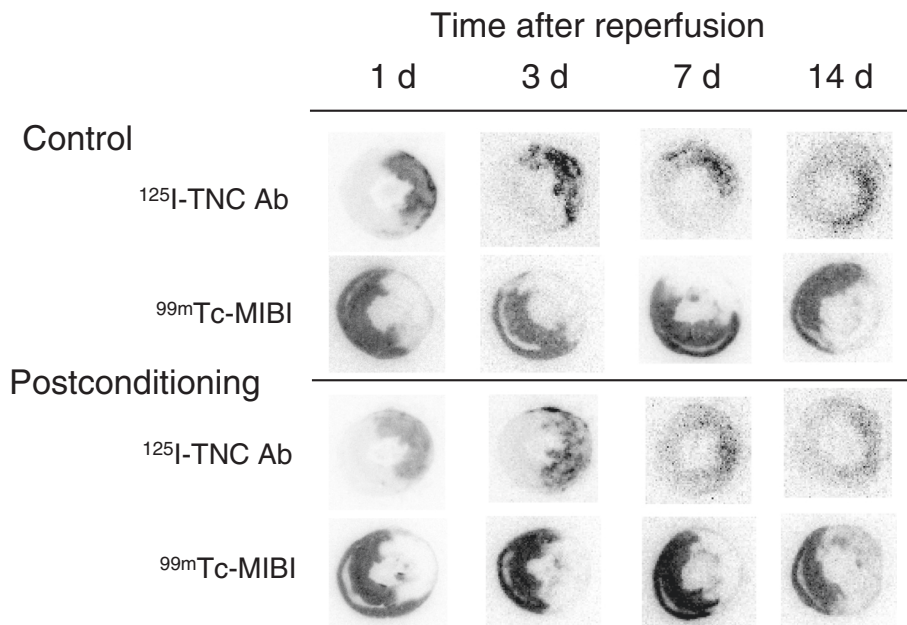 Time after reperfusion
1 d 3 d 7 d 14 d
Control
¹²⁵I-TNC Ab
⁹⁹ᵐTc-MIBI
Postconditioning
¹²⁵I-TNC Ab
⁹⁹ᵐTc-MIBI